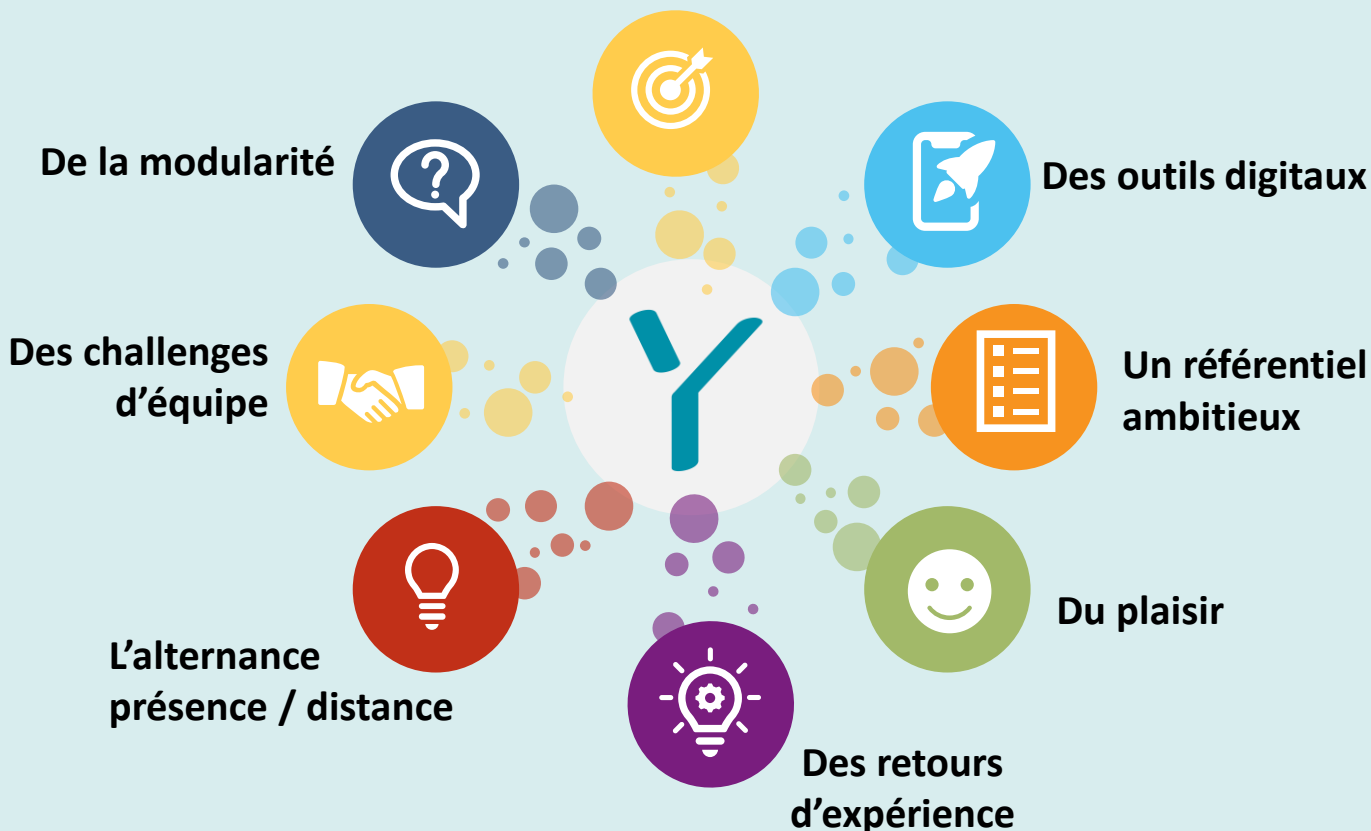 De la modularité
Des outils digitaux
Des challenges
d’équipe
Un référentiel
ambitieux
L’alternance
présence / distance
Du plaisir
Des retours
d’expérience